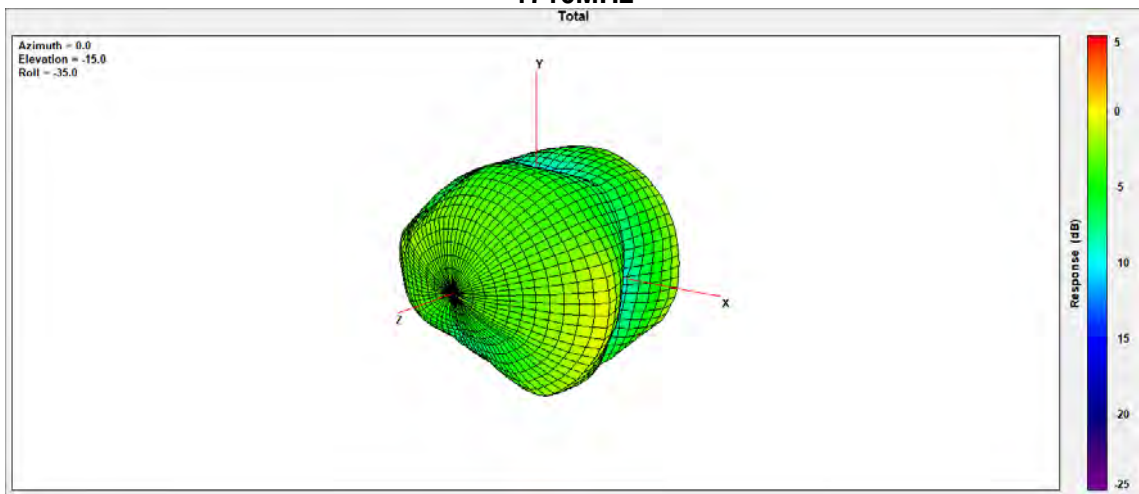 Total
Azimuth = 0.0
Elevation = -15.0
Roll = -35.0
Y
X
Z
5
0
5
10
15
-20
-25
Response (dB)